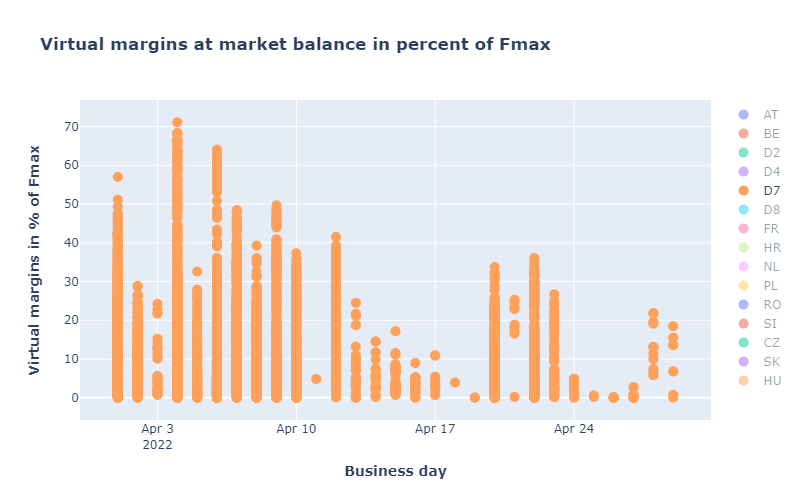 Virtual margins at market balance in percent of Fmax
Virtual margins in % of Fmax
70
60
50
40
30
20
10
0
Apr 3
2022
Apr 10
Apr 17
Apr 24
Business day
AT
BE
D2
D4
D7
D8
FR
HR
NL
PL
RO
SI
CZ
SK
HU